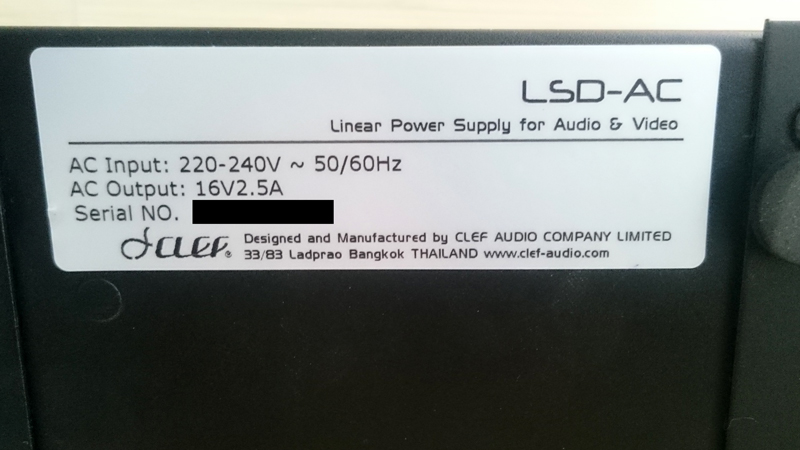 LSD-AC
Linear Power Supply for Audio & Video
AC Input: 220-240V ~ 50/60Hz
AC Output: 16V2.5A
Serial NO.
CLEF® Designed and Manufactured by CLEF AUDIO COMPANY LIMITED
33/83 Ladprao Bangkok THAILAND www.clef-audio.com